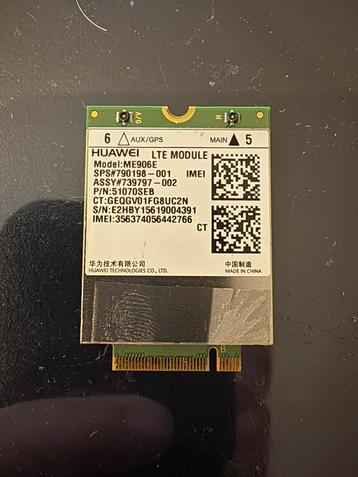 A/G M
6 △ AUX/GPS MAIN ▲ 5
HUAWEI LTE MODULE
Model:ME906E
SPS#790198-001 IMEI
ASSY#739797-002
P/N:51070SEB
CT:GEQGV01FG8UC2N
S/N:E2HBY15619004391
IMEI:356374056442766
CT
华为技术有限公司 中国制造
HUAWEI TECHNOLOGIES CO.,LTD. MADE IN CHINA